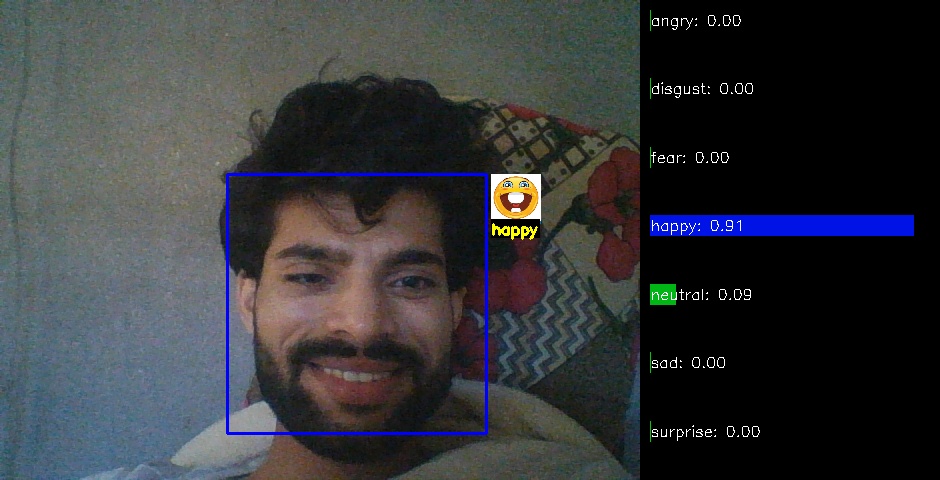 happy
angry: 0.00
disgust: 0.00
fear: 0.00
happy: 0.91
neutral: 0.09
sad: 0.00
surprise: 0.00